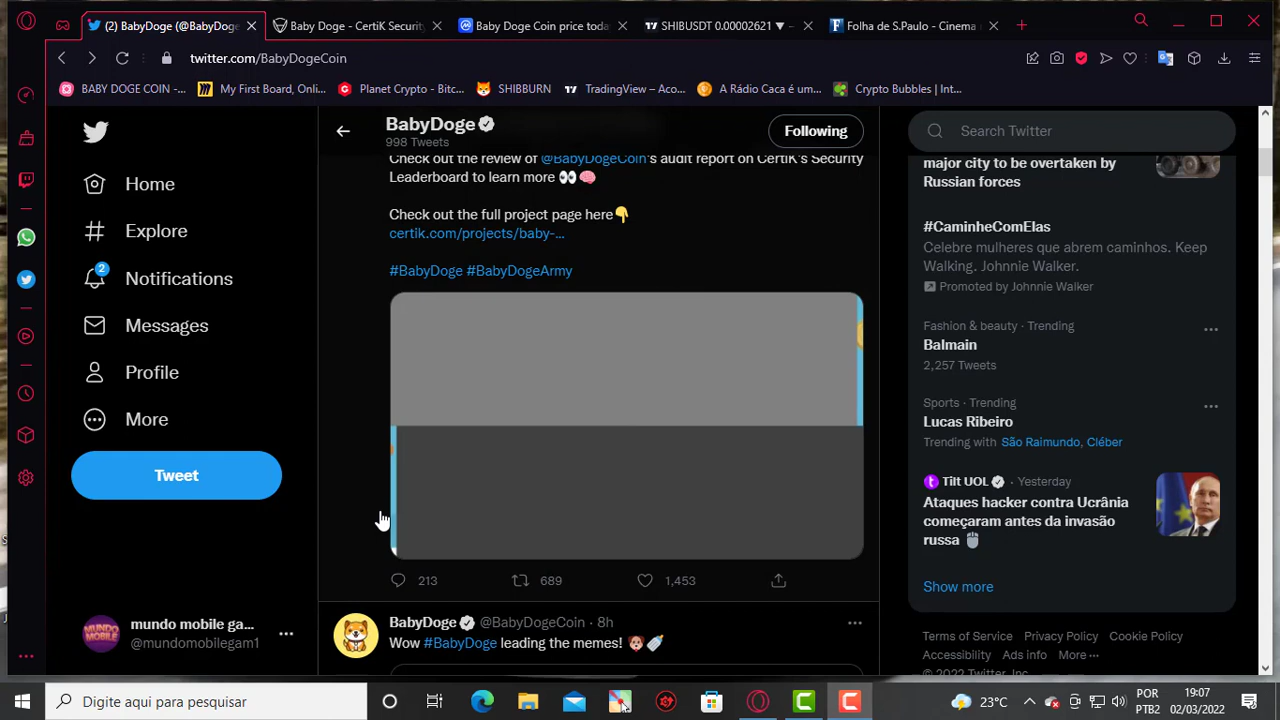 (2) BabyDoge (@BabyDoge
Baby Doge - CertiK Security
Baby Doge Coin price toda
SHIBUSDT 0.00002621 ▼ -
Folha de S.Paulo - Cinema
twitter.com/BabyDogeCoin
BABY DOGE COIN -...
My First Board, Onli...
Planet Crypto - Bitc...
SHIBBURN
TradingView – Aco...
A Rádio Caca é um...
Crypto Bubbles | Int...
Home
Explore
2
Notifications
Messages
Profile
More
Tweet
mundo mobile ga...
@mundomobilegam1
BabyDoge
998 Tweets
Following
Check out the review of @BabyDogeCoin's audit report on CertiK's Security
Leaderboard to learn more 👀🧠
Check out the full project page here👇
certik.com/projects/baby-...
#BabyDoge #BabyDogeArmy
213
689
1,453
BabyDoge @BabyDogeCoin · 8h
Wow #BabyDoge leading the memes! 🐶🍼
Search Twitter
major city to be overtaken by
Russian forces
#CaminheComElas
Celebre mulheres que abrem caminhos. Keep
Walking. Johnnie Walker.
Promoted by Johnnie Walker
Fashion & beauty · Trending
Balmain
2,257 Tweets
Sports · Trending
Lucas Ribeiro
Trending with São Raimundo, Cléber
Tilt UOL · Yesterday
Ataques hacker contra Ucrânia
começaram antes da invasão
russa 🖱️
Show more
Terms of Service Privacy Policy Cookie Policy
Accessibility Ads info More ···
© 2022 Twitter, Inc.
Digite aqui para pesquisar
23°C
POR
PTB2
19:07
02/03/2022